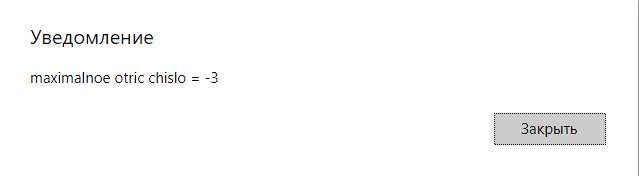 Уведомление
maximalnoe otric chislo = -3
Закрыть